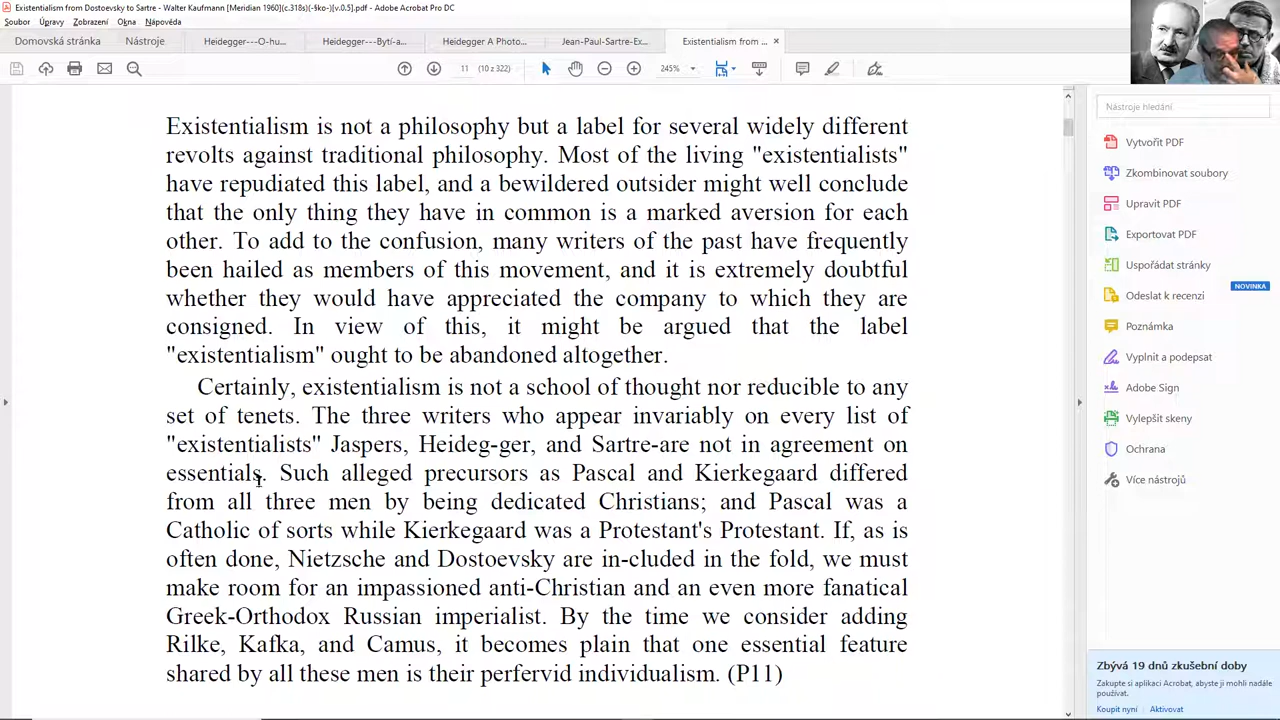 Existentialism from Dostoevsky to Sartre - Walter Kaufmann [Meridian 1960](c.318s)(-ško-)[v.0.5].pdf - Adobe Acrobat Pro DC
Soubor Úpravy Zobrazení Okna Nápověda
Domovská stránka Nástroje Heidegger---O-hu... Heidegger---Bytí-a... Heidegger A Photo... Jean-Paul-Sartre-Ex... Existentialism from ... ×
11 (10 z 322) 245%
Existentialism is not a philosophy but a label for several widely different
revolts against traditional philosophy. Most of the living "existentialists"
have repudiated this label, and a bewildered outsider might well conclude
that the only thing they have in common is a marked aversion for each
other. To add to the confusion, many writers of the past have frequently
been hailed as members of this movement, and it is extremely doubtful
whether they would have appreciated the company to which they are
consigned. In view of this, it might be argued that the label
"existentialism" ought to be abandoned altogether.
Certainly, existentialism is not a school of thought nor reducible to any
set of tenets. The three writers who appear invariably on every list of
"existentialists" Jaspers, Heideg-ger, and Sartre-are not in agreement on
essentials. Such alleged precursors as Pascal and Kierkegaard differed
from all three men by being dedicated Christians; and Pascal was a
Catholic of sorts while Kierkegaard was a Protestant's Protestant. If, as is
often done, Nietzsche and Dostoevsky are in-cluded in the fold, we must
make room for an impassioned anti-Christian and an even more fanatical
Greek-Orthodox Russian imperialist. By the time we consider adding
Rilke, Kafka, and Camus, it becomes plain that one essential feature
shared by all these men is their perfervid individualism. (P11)
Nástroje hledání
Vytvořit PDF
Zkombinovat soubory
Upravit PDF
Exportovat PDF
Uspořádat stránky
NOVINKA
Odeslat k recenzi
Poznámka
Vyplnit a podepsat
Adobe Sign
Vylepšit skeny
Ochrana
Více nástrojů
Zbývá 19 dnů zkušební doby
Zakupte si aplikaci Acrobat, abyste ji mohli nadále
používat.
Koupit nyní Aktivovat